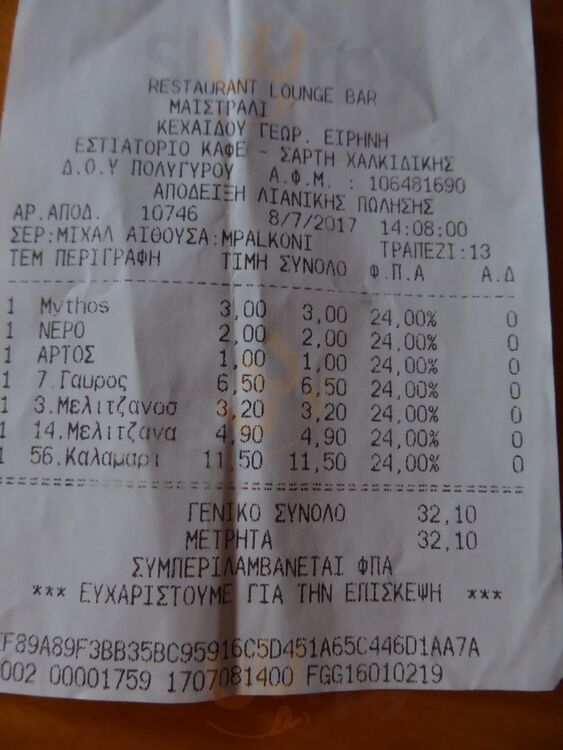 RESTAURANT LOUNGE BAR
ΜΑΙΣΤΡΑΛΙ
ΚΕΧΑΙΔΟΥ ΓΕΩΡ. ΕΙΡΗΝΗ
ΕΣΤΙΑΤΟΡΙΟ ΚΑΦΕ - ΣΑΡΤΗ ΧΑΛΚΙΔΙΚΗΣ
Δ.Ο.Υ ΠΟΛΥΓΥΡΟΥ Α.Φ.Μ. : 106481690
ΑΠΟΔΕΙΞΗ ΛΙΑΝΙΚΗΣ ΠΩΛΗΣΗΣ
ΑΡ.ΑΠΟΔ. 10746 8/7/2017 14:08:00
ΣΕΡ:ΜΙΧΑΛ ΑΙΘΟΥΣΑ:ΜPALKONI ΤΡΑΠΕΖΙ:13
ΤΕΜ ΠΕΡΙΓΡΑΦΗ ΤΙΜΗ ΣΥΝΟΛΟ Φ.Π.Α Α.Δ
1 Mythos 3,00 3,00 24,00% 0
1 ΝΕΡΟ 2,00 2,00 24,00% 0
1 ΑΡΤΟΣ 1,00 1,00 24,00% 0
1 7.Γαυρος 6,50 6,50 24,00% 0
1 3.Μελιτζανοσ 3,20 3,20 24,00% 0
1 14.Μελιτζανα 4,90 4,90 24,00% 0
1 56.Καλαμαρι 11,50 11,50 24,00% 0
ΓΕΝΙΚΟ ΣΥΝΟΛΟ 32,10
ΜΕΤΡΗΤΑ 32,10
ΣΥΜΠΕΡΙΛΑΜΒΑΝΕΤΑΙ ΦΠΑ
*** ΕΥΧΑΡΙΣΤΟΥΜΕ ΓΙΑ ΤΗΝ ΕΠΙΣΚΕΨΗ ***
EF89A89F3BB35BC95916C5D451A65C446D1AA7A
002 00001759 1707081400 FGG16010219